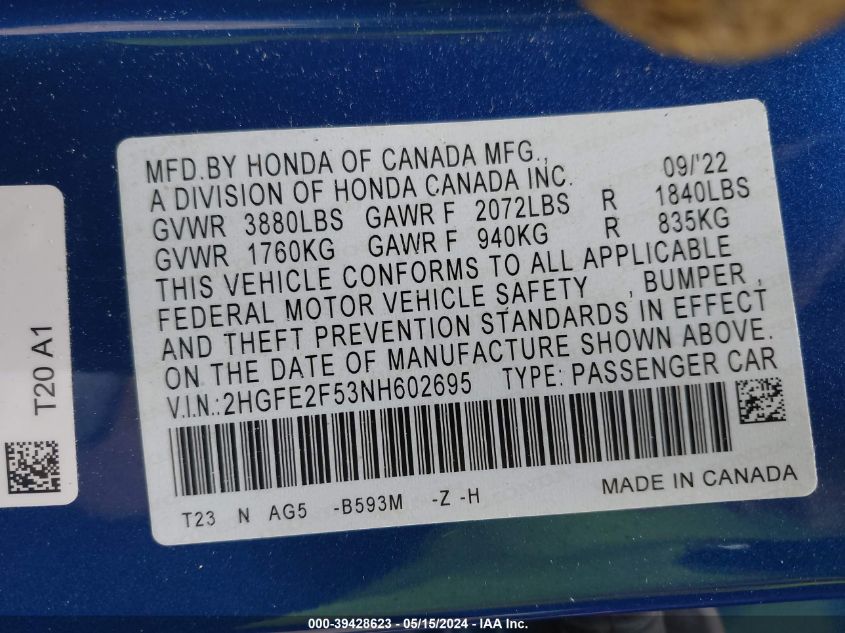 MFD.BY HONDA OF CANADA MFG., 09/'22
A DIVISION OF HONDA CANADA INC.
GVWR 3880LBS GAWR F 2072LBS R 1840LBS
GVWR 1760KG GAWR F 940KG R 835KG
THIS VEHICLE CONFORMS TO ALL APPLICABLE
FEDERAL MOTOR VEHICLE SAFETY , BUMPER ,
AND THEFT PREVENTION STANDARDS IN EFFECT
ON THE DATE OF MANUFACTURE SHOWN ABOVE.
V.I.N.:2HGFE2F53NH602695 TYPE: PASSENGER CAR
MADE IN CANADA
T23 N AG5 -B593M -Z -H
T20 A1
000-39428623 - 05/15/2024 - IAA Inc.